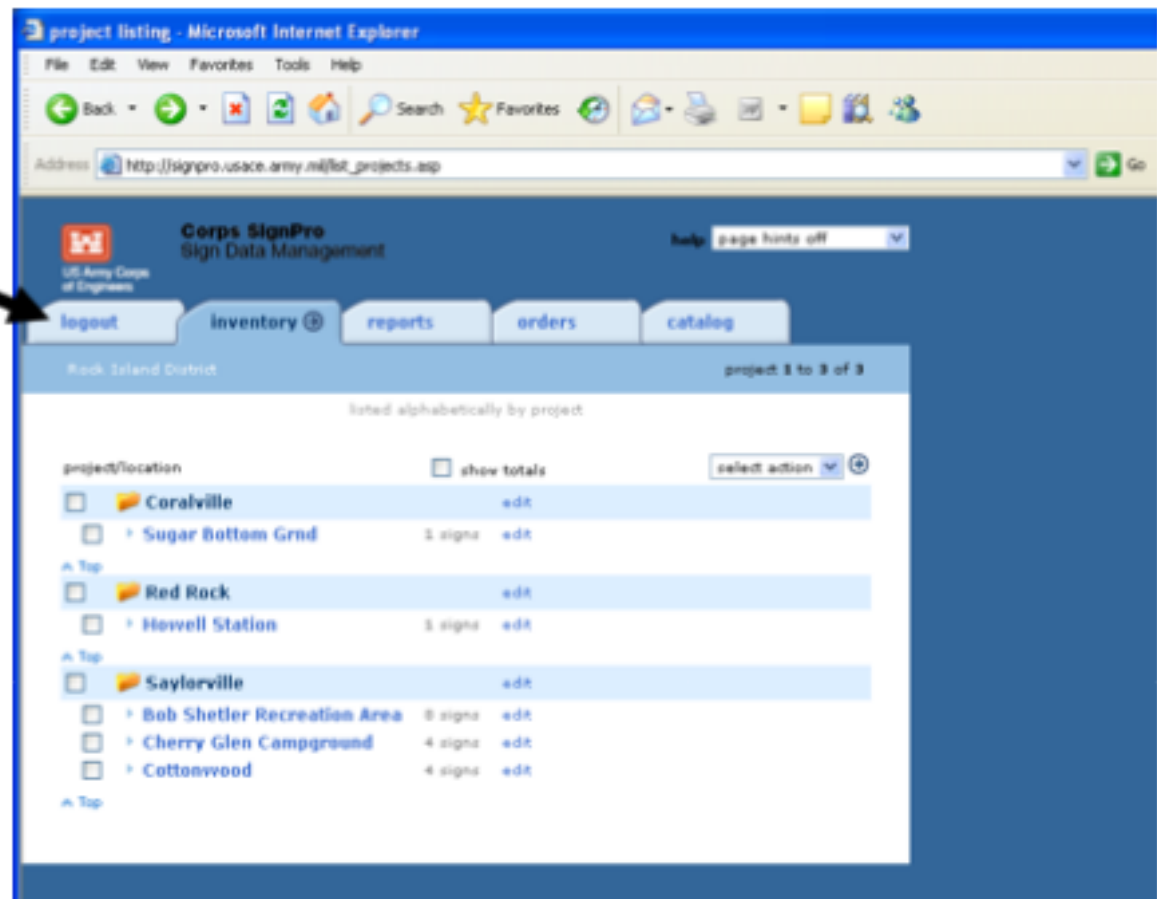 project listing - Microsoft Internet Explorer
File Edit View Favorites Tools Help
Back Search Favorites
Address http://signpro.usace.army.mil/list_projects.asp Go
Corps SignPro
Sign Data Management
help page hints off
US Army Corps
of Engineers
logout inventory reports orders catalog
Rock Island District project 1 to 3 of 3
listed alphabetically by project
project/location show totals select action
Coralville edit
Sugar Bottom Grnd 1 signs edit
Top
Red Rock edit
Howell Station 1 signs edit
Top
Saylorville edit
Bob Shetler Recreation Area signs edit
Cherry Glen Campground 4 signs edit
Cottonwood 4 signs edit
Top